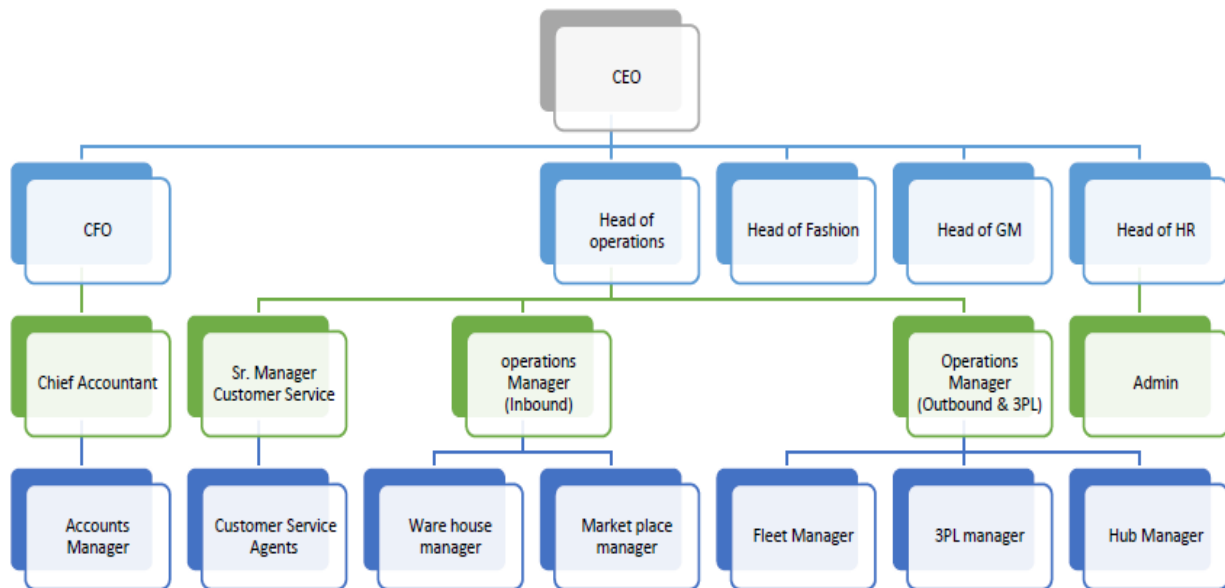 CEO
CFO
Head of
operations
Head of Fashion
Head of GM
Head of HR
Chief Accountant
Sr. Manager
Customer Service
operations
Manager
(Inbound)
Operations
Manager
(Outbound & 3PL)
Admin
Accounts
Manager
Customer Service
Agents
Ware house
manager
Market place
manager
Fleet Manager
3PL manager
Hub Manager